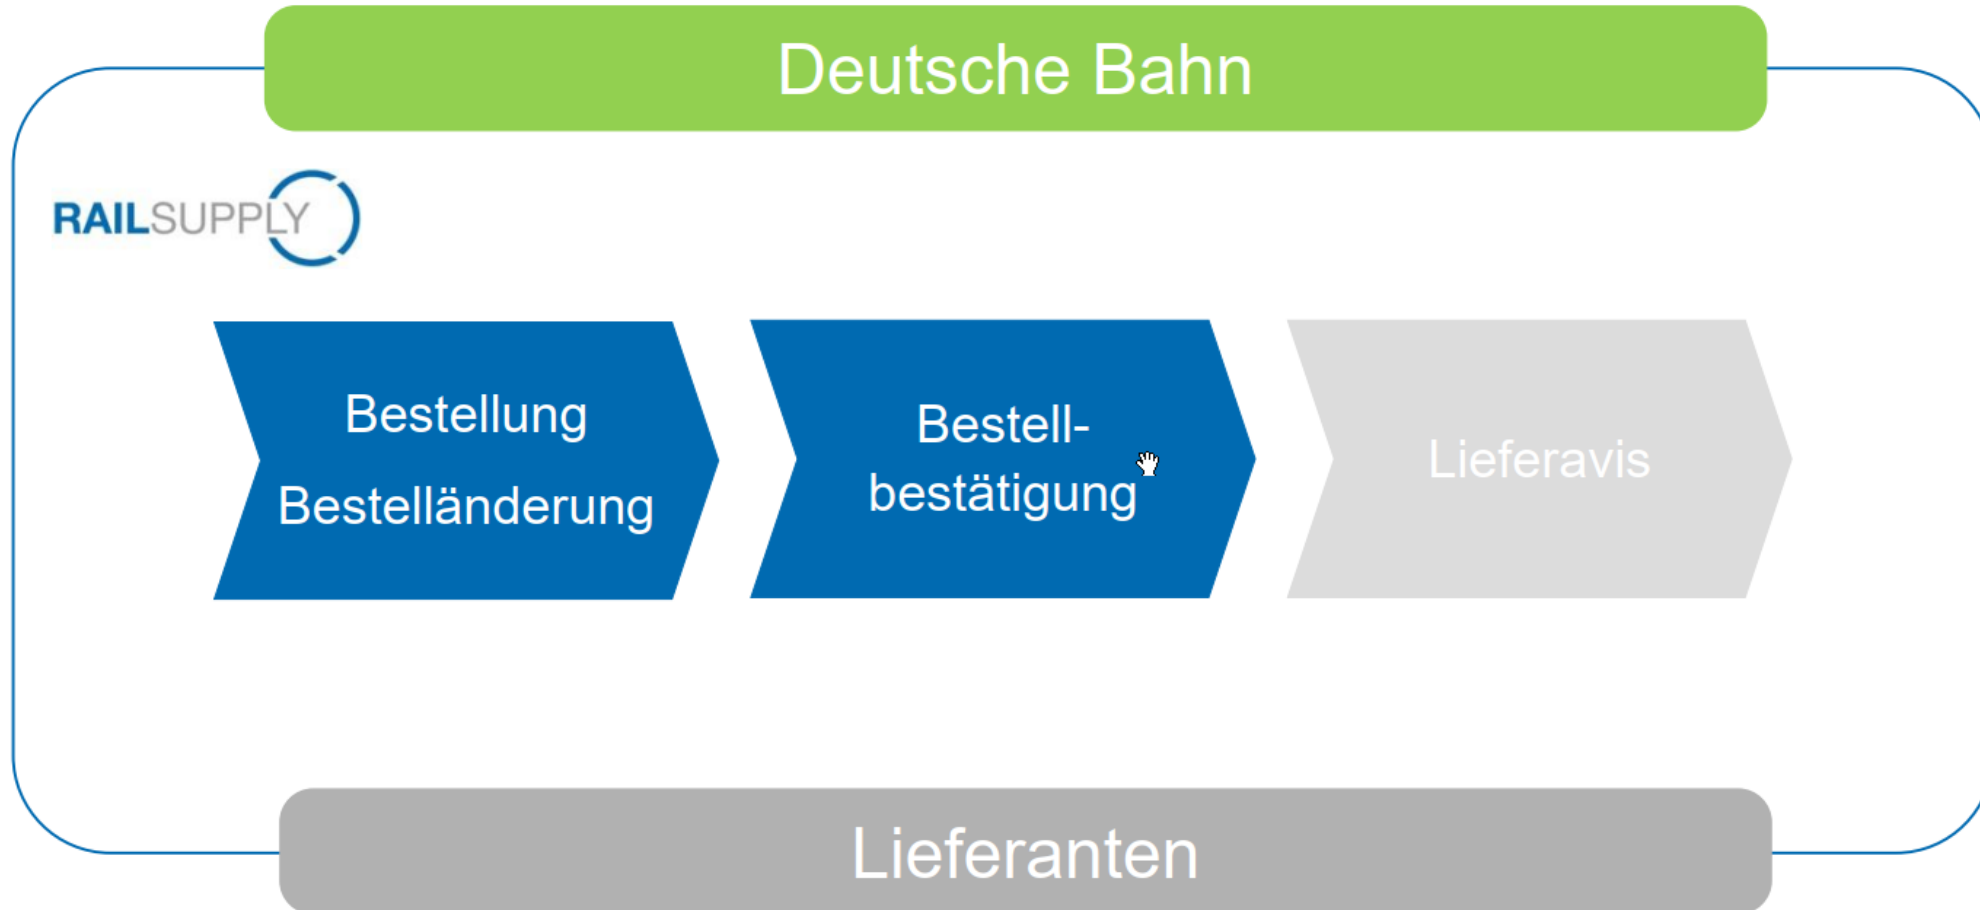 Deutsche Bahn
RAILSUPPLY
Bestellung
Bestelländerung
Bestell-
bestätigung
Lieferavis
Lieferanten